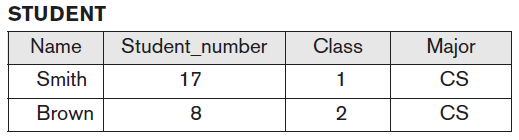 STUDENT
Name Student_number Class Major
Smith 17 1 CS
Brown 8 2 CS